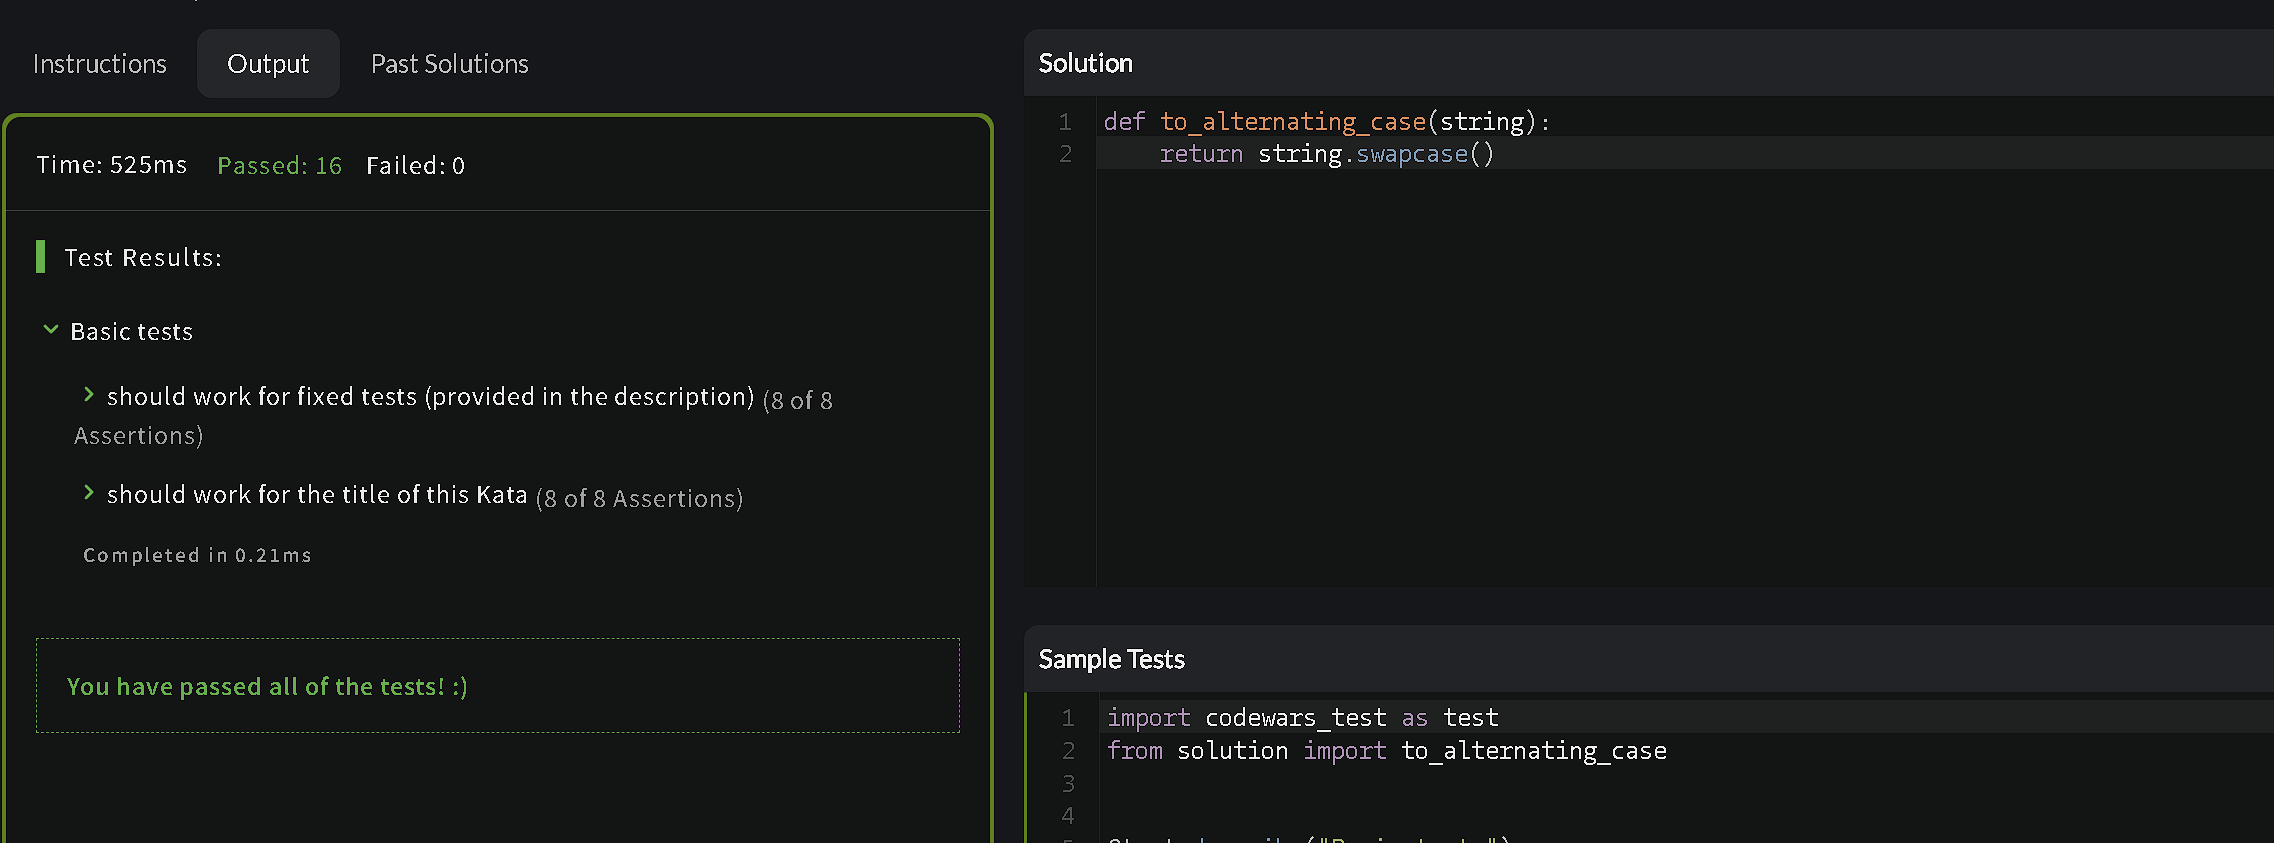 Instructions Output Past Solutions
Time: 525ms Passed: 16 Failed: 0
Test Results:
Basic tests
should work for fixed tests (provided in the description) (8 of 8
Assertions)
should work for the title of this Kata (8 of 8 Assertions)
Completed in 0.21ms
You have passed all of the tests! :)
Solution
1 def to_alternating_case(string):
2 return string.swapcase()
Sample Tests
1 import codewars_test as test
2 from solution import to_alternating_case
3
4